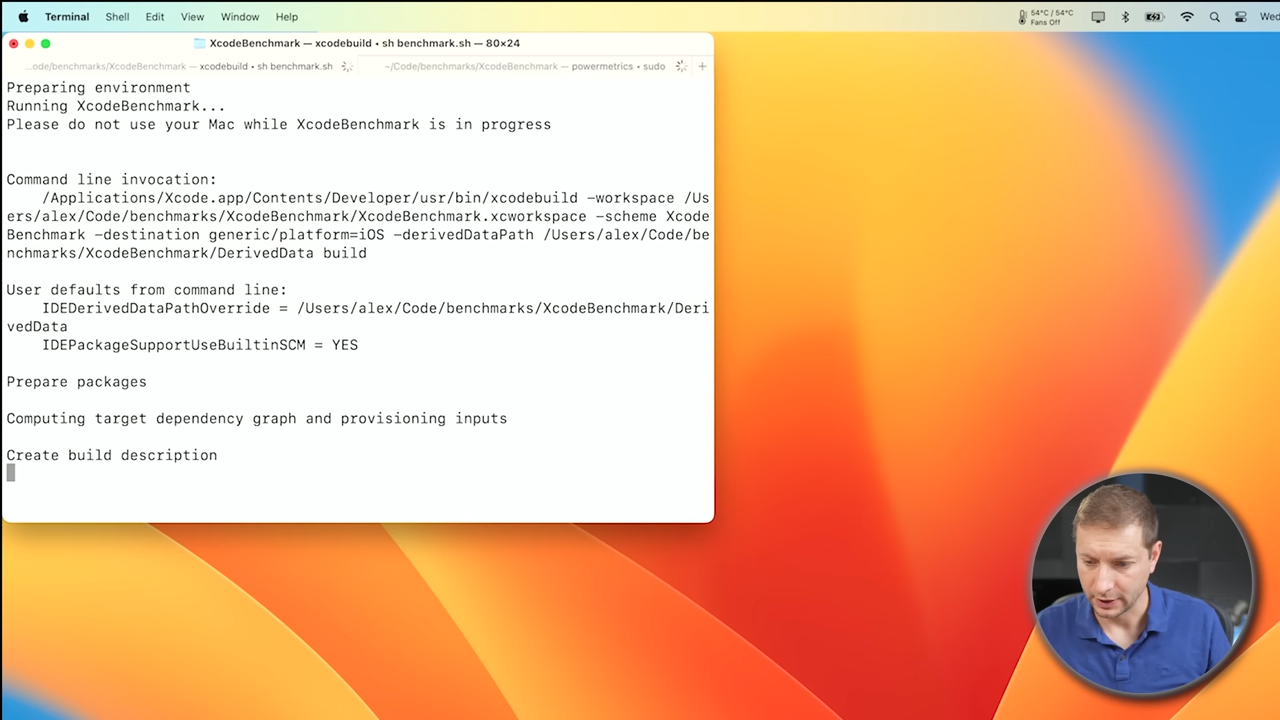 Terminal Shell Edit View Window Help 54°C / 54°C Wed
Fans Off
XcodeBenchmark — xcodebuild • sh benchmark.sh — 80×24
...ode/benchmarks/XcodeBenchmark — xcodebuild • sh benchmark.sh ~/Code/benchmarks/XcodeBenchmark — powermetrics • sudo +
Preparing environment
Running XcodeBenchmark...
Please do not use your Mac while XcodeBenchmark is in progress
Command line invocation:
/Applications/Xcode.app/Contents/Developer/usr/bin/xcodebuild -workspace /Us
ers/alex/Code/benchmarks/XcodeBenchmark/XcodeBenchmark.xcworkspace -scheme Xcode
Benchmark -destination generic/platform=iOS -derivedDataPath /Users/alex/Code/be
nchmarks/XcodeBenchmark/DerivedData build
User defaults from command line:
IDEDerivedDataPathOverride = /Users/alex/Code/benchmarks/XcodeBenchmark/Deri
vedData
IDEPackageSupportUseBuiltinSCM = YES
Prepare packages
Computing target dependency graph and provisioning inputs
Create build description